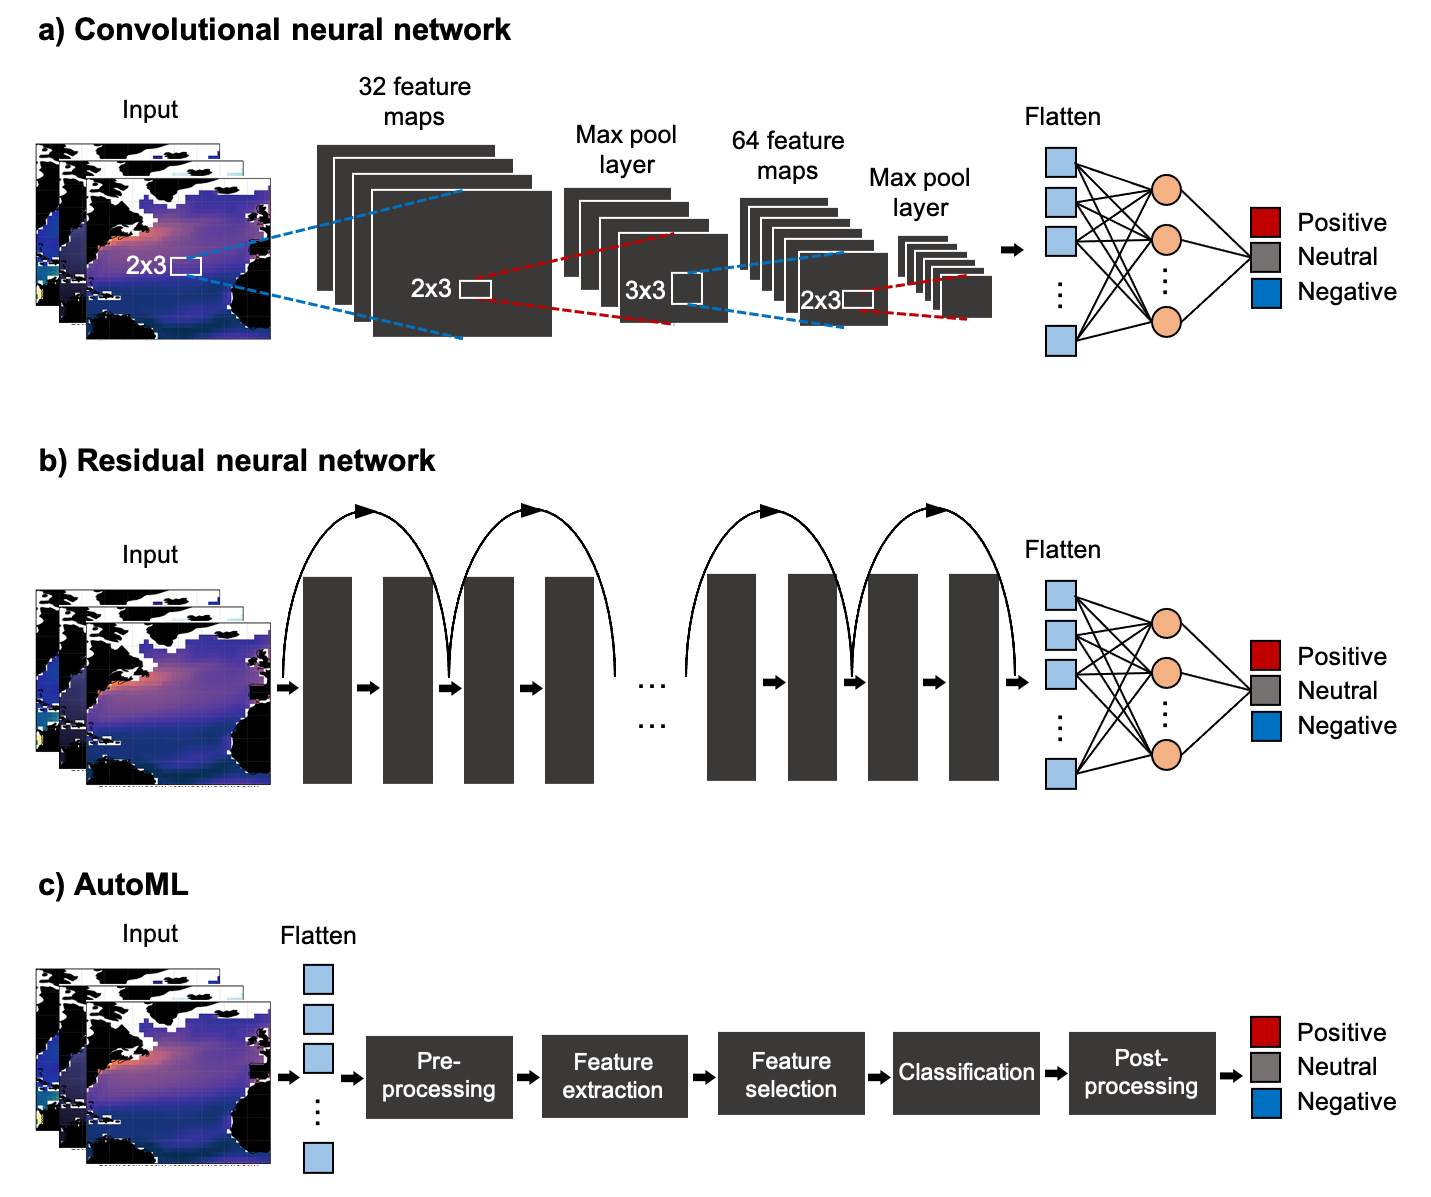 a) Convolutional neural network
Input
32 feature
maps
Max pool
layer
64 feature
maps
Max pool
layer
Flatten
2x3
2x3
3x3
2x3
Positive
Neutral
Negative
b) Residual neural network
Input
Flatten
... 
...
Positive
Neutral
Negative
c) AutoML
Input
Flatten
Pre-
processing
Feature
extraction
Feature
selection
Classification
Post-
processing
Positive
Neutral
Negative